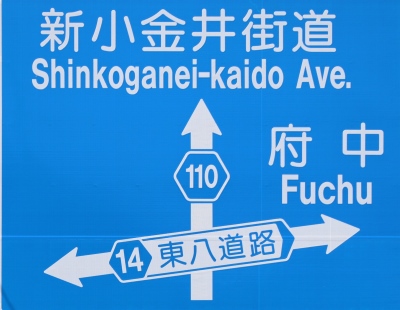 新小金井街道
Shinkoganei-kaido Ave.
110
府中
Fuchu
14 東八道路